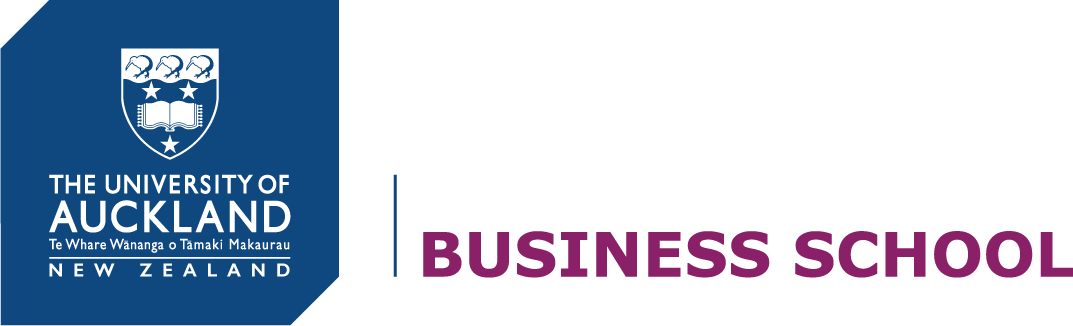 THE UNIVERSITY OF
AUCKLAND
Te Whare Wānanga o Tāmaki Makaurau
NEW ZEALAND
BUSINESS SCHOOL